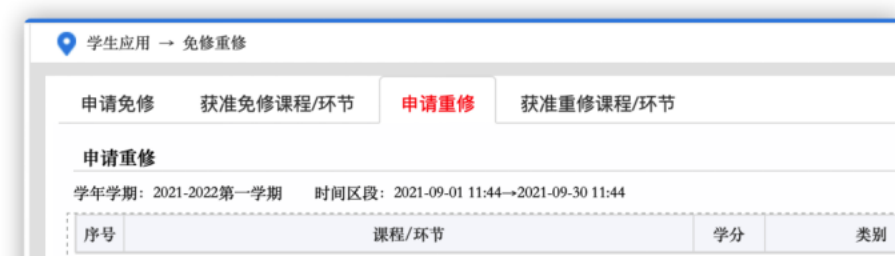 学生应用 → 免修重修
申请免修 获准免修课程/环节 申请重修 获准重修课程/环节
申请重修
学年学期：2021-2022第一学期 时间区段：2021-09-01 11:44→2021-09-30 11:44
序号 课程/环节 学分 类别